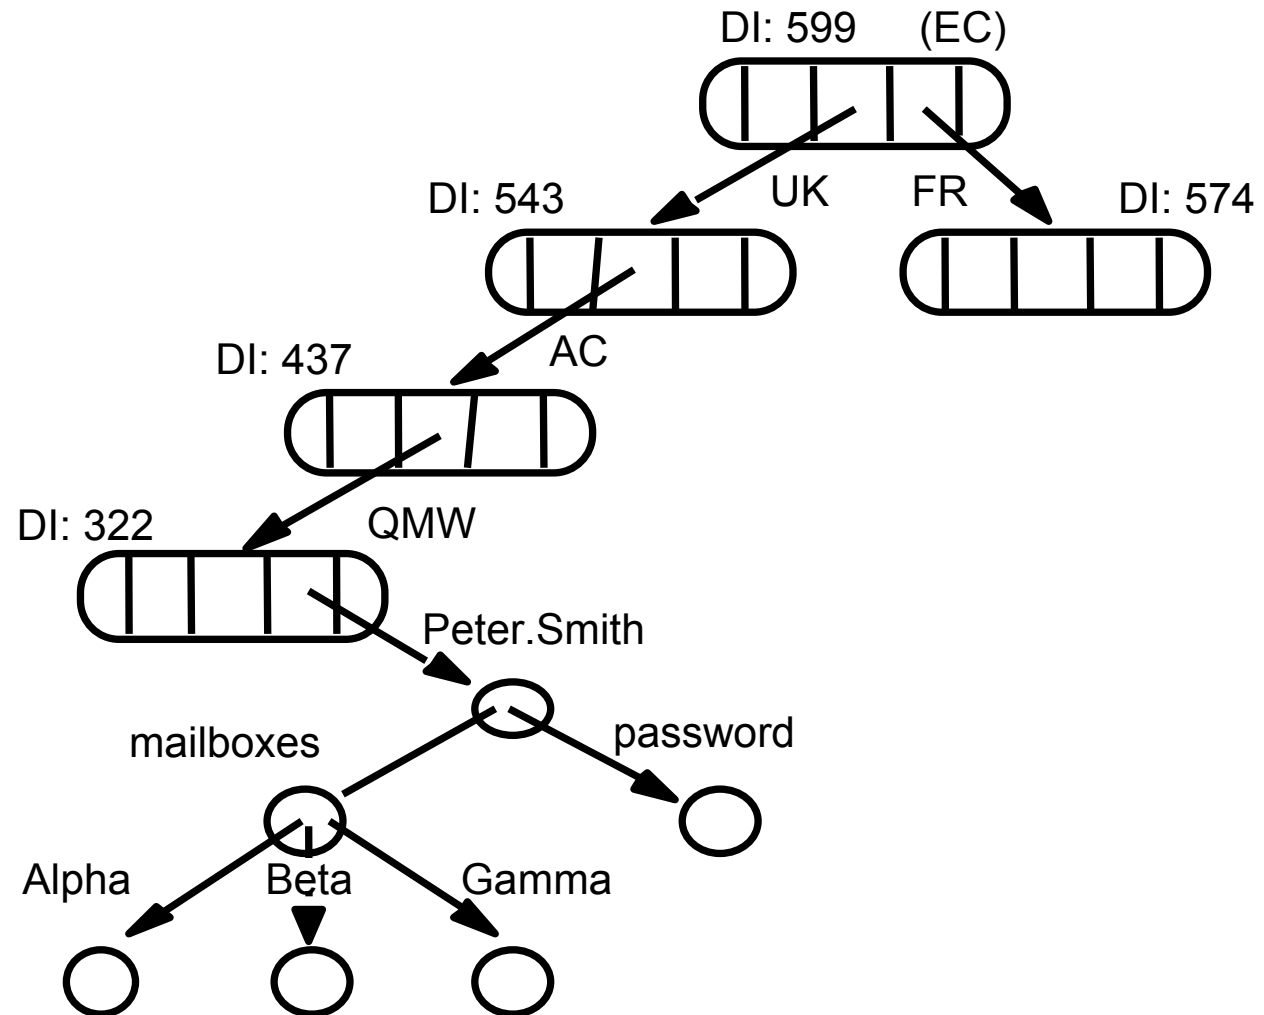 DI: 599 (EC)
DI: 543 UK FR DI: 574
DI: 437 AC
DI: 322 QMW
Peter.Smith
mailboxes password
Alpha Beta Gamma